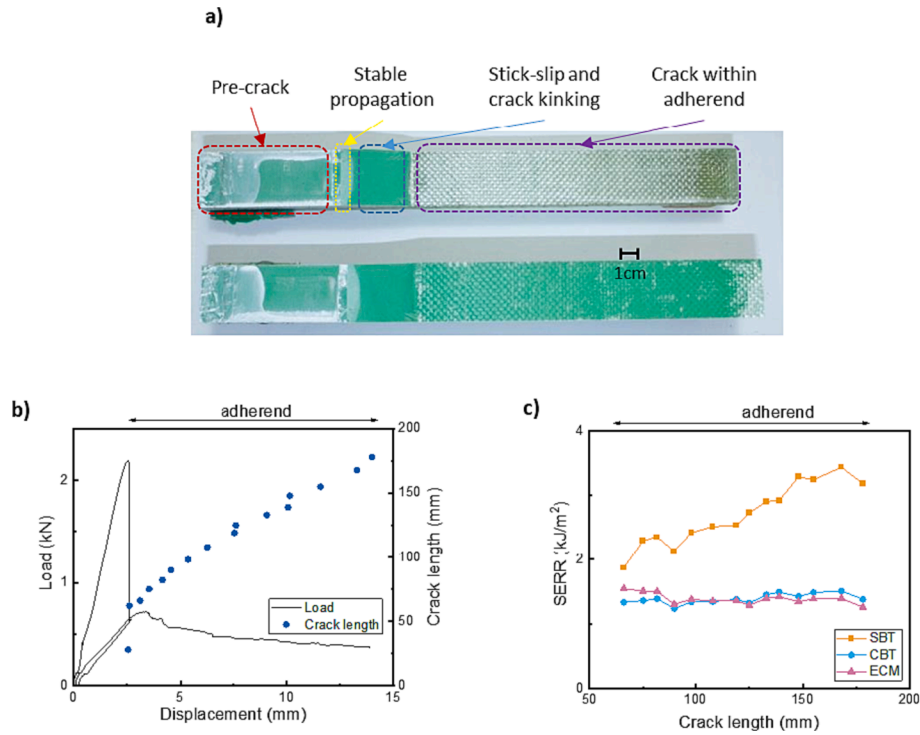 a)
Pre-crack
Stable
propagation
Stick-slip and
crack kinking
Crack within
adherend
1cm
b)
adherend
Load (kN)
2
1
0
200
150
100
50
0
Crack length (mm)
Load
Crack length
0
5
10
15
Displacement (mm)
c)
adherend
SERR (kJ/m²)
4
2
0
SBT
CBT
ECM
50
100
150
200
Crack length (mm)